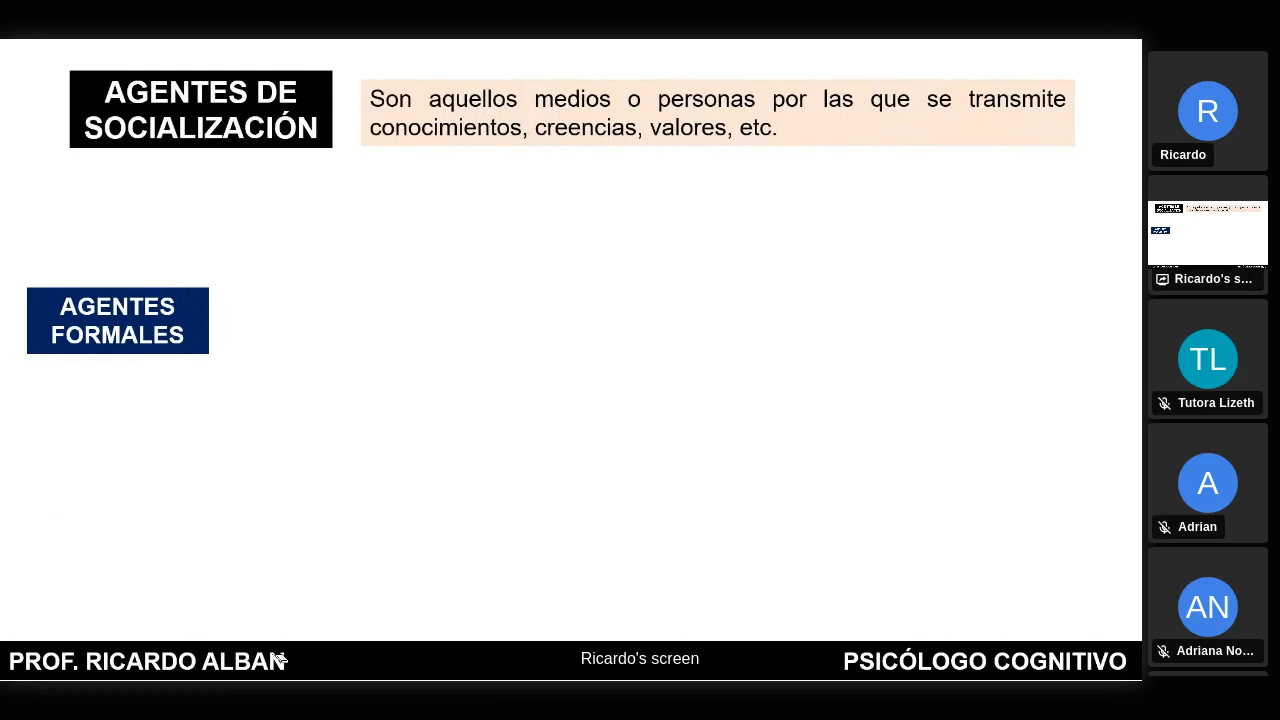 AGENTES DE
SOCIALIZACIÓN
Son aquellos medios o personas por las que se transmite
conocimientos, creencias, valores, etc.
AGENTES
FORMALES
PROF. RICARDO ALBAN
Ricardo's screen
PSICÓLOGO COGNITIVO
R
Ricardo
Ricardo's s...
TL
Tutora Lizeth
A
Adrian
AN
Adriana No...